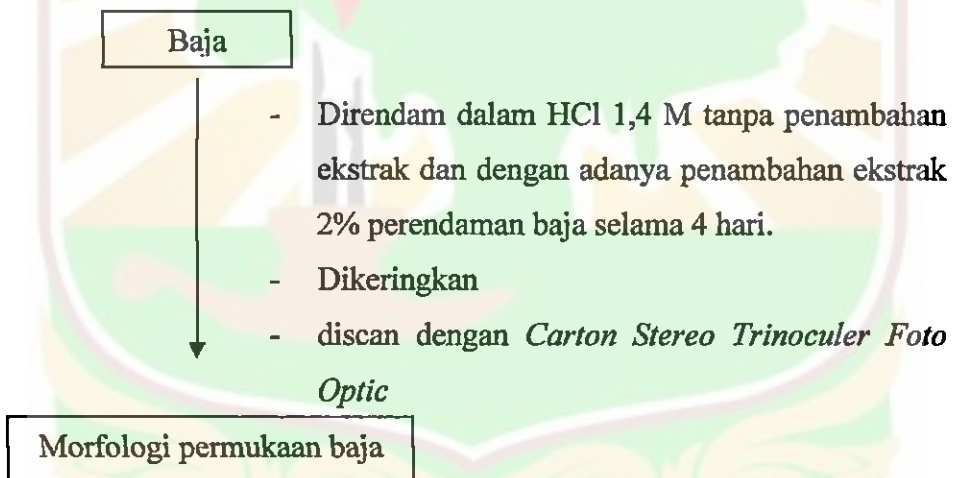 Baja
- Direndam dalam HCl 1,4 M tanpa penambahan
ekstrak dan dengan adanya penambahan ekstrak
2% perendaman baja selama 4 hari.
- Dikeringkan
- discan dengan Carton Stereo Trinoculer Foto
Optic
Morfologi permukaan baja